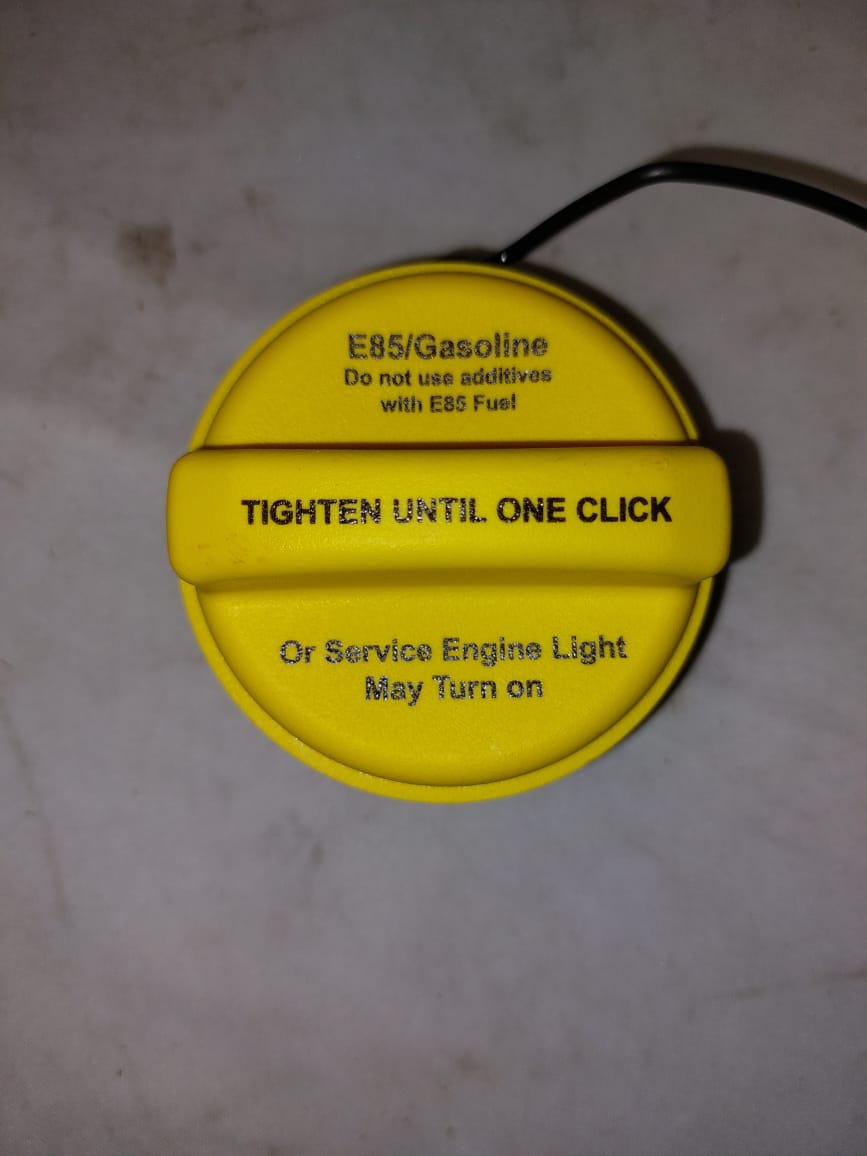 E85/Gasoline
Do not use additives
with E85 Fuel
TIGHTEN UNTIL ONE CLICK
Or Service Engine Light
May Turn on